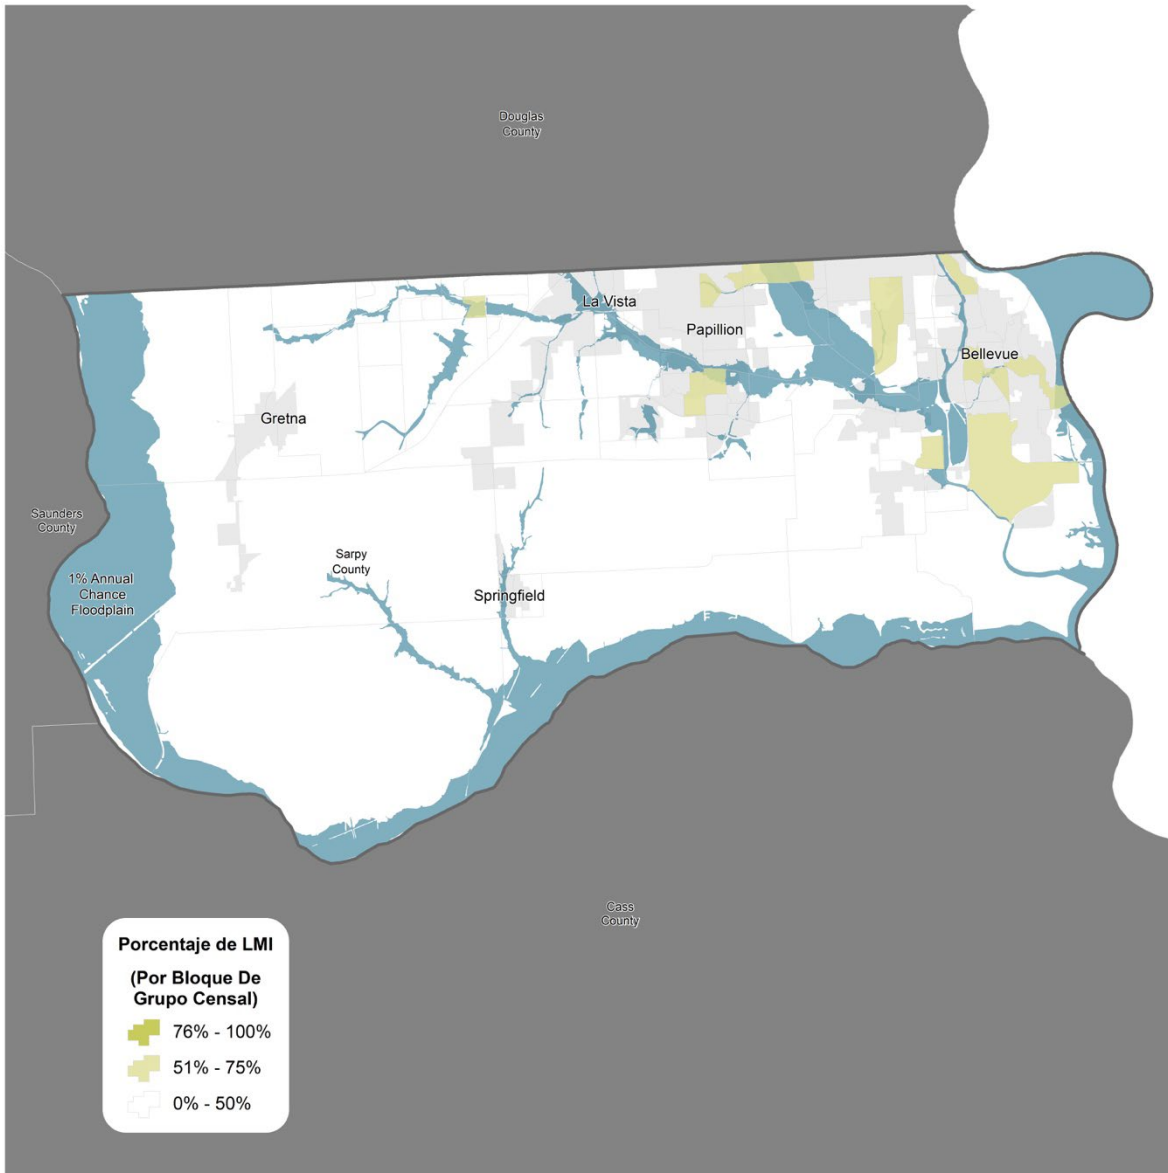 Douglas
County
La Vista
Papillion
Bellevue
Gretna
Saunders
County
Sarpy
County
1% Annual
Chance
Floodplain
Springfield
Cass
County
Porcentaje de LMI
(Por Bloque De
Grupo Censal)
76% - 100%
51% - 75%
0% - 50%